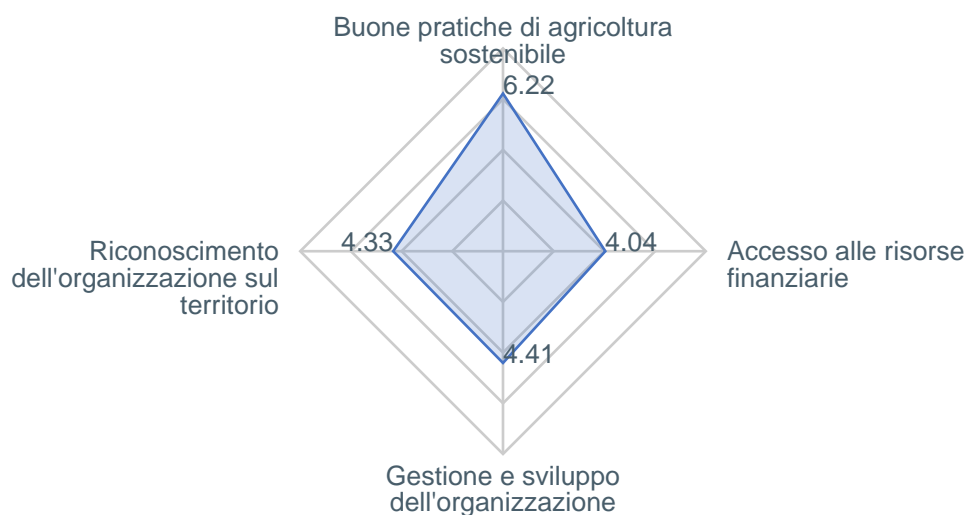 Buone pratiche di agricoltura
sostenibile
6.22
4.33
4.04
Riconoscimento
dell'organizzazione sul
territorio
Accesso alle risorse
finanziarie
4.41
Gestione e sviluppo
dell'organizzazione